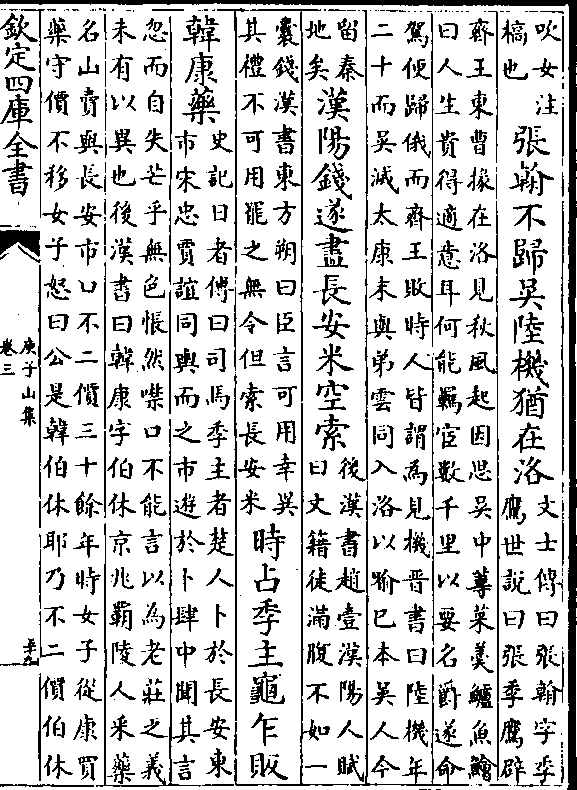 吹女注
槁也
張翰不歸吳陸機猶在洛
文士傳曰張翰字季
鷹世說曰張季鷹辟
齊王東曹掾在洛見秋風起因思吳中蓴菜羹鱸魚鱠
曰人生貴得適意耳何能羈宦數千里以要名爵遂命
駕便歸俄而齊王敗時人皆謂為見機晉書曰陸機年
二十而吳滅太康末與弟雲同入洛以喻已本吳人今
留秦
地矣
漢陽錢遂盡長安米空索
後漢書趙壹漢陽人賦
曰文籍徒滿腹不如一
囊錢漢書東方朔曰臣言可用幸異
其禮不可用罷之無令但索長安米
時占季主龜乍販
韓康藥
史記日者傳曰司馬季主者楚人卜於長安東
市宋忠賈誼同輿而之市遊於卜肆中聞其言
忽而自失芒乎無色悵然噤口不能言以為老莊之義
未有以異也後漢書曰韓康字伯休京兆霸陵人采藥
名山賣與長安市口不二價三十餘年時女子從康買
藥守價不移女子怒曰公是韓伯休耶乃不二價伯休
欽定四庫全書
庾子山集
卷三